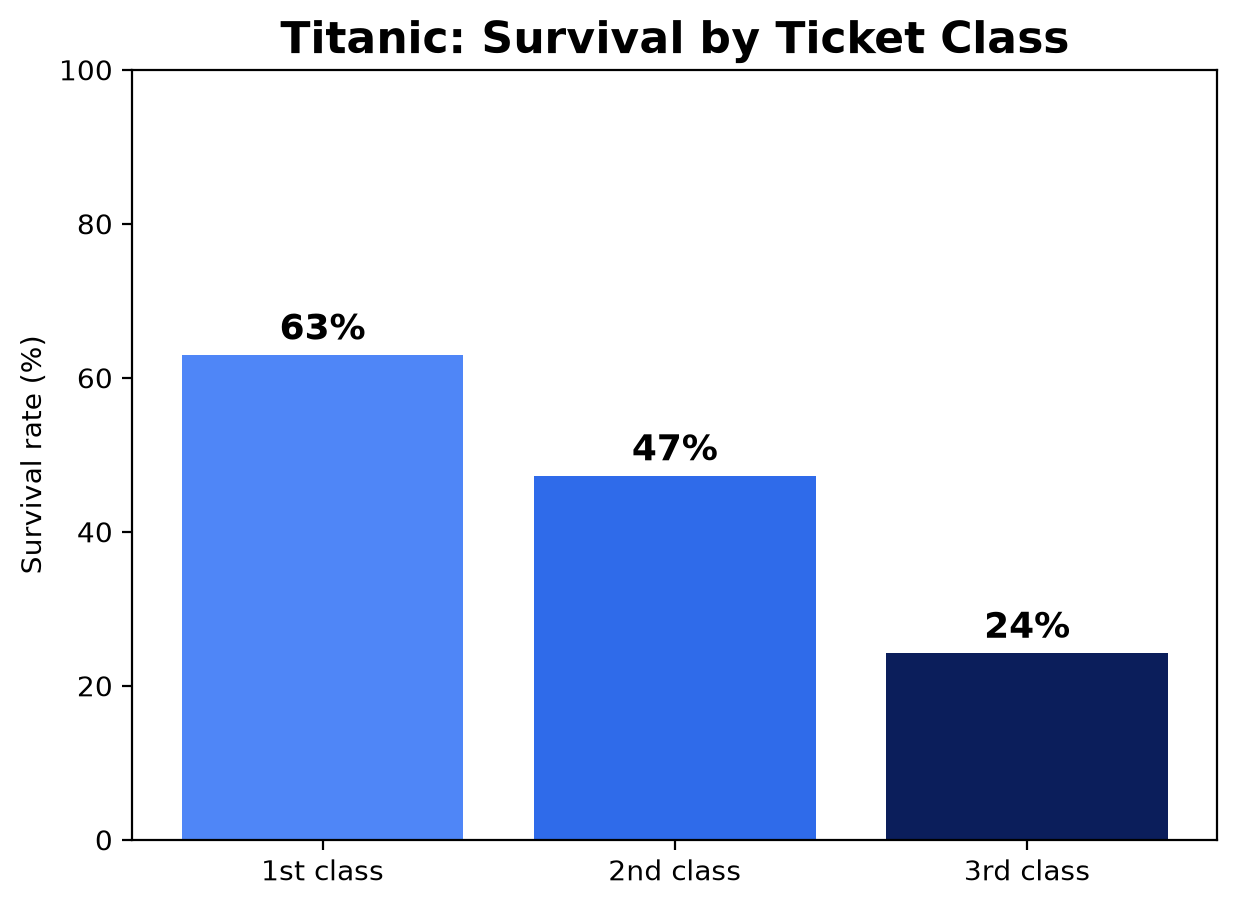 Titanic: Survival by Ticket Class
100
80
60
40
20
0
Survival rate (%)
63%
47%
24%
1st class
2nd class
3rd class